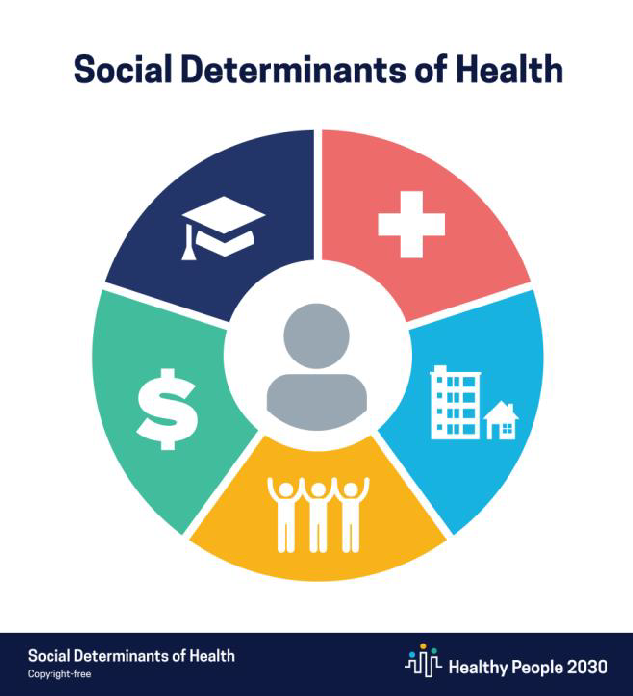 Social Determinants of Health
$
Social Determinants of Health
Copyright-free
Healthy People 2030